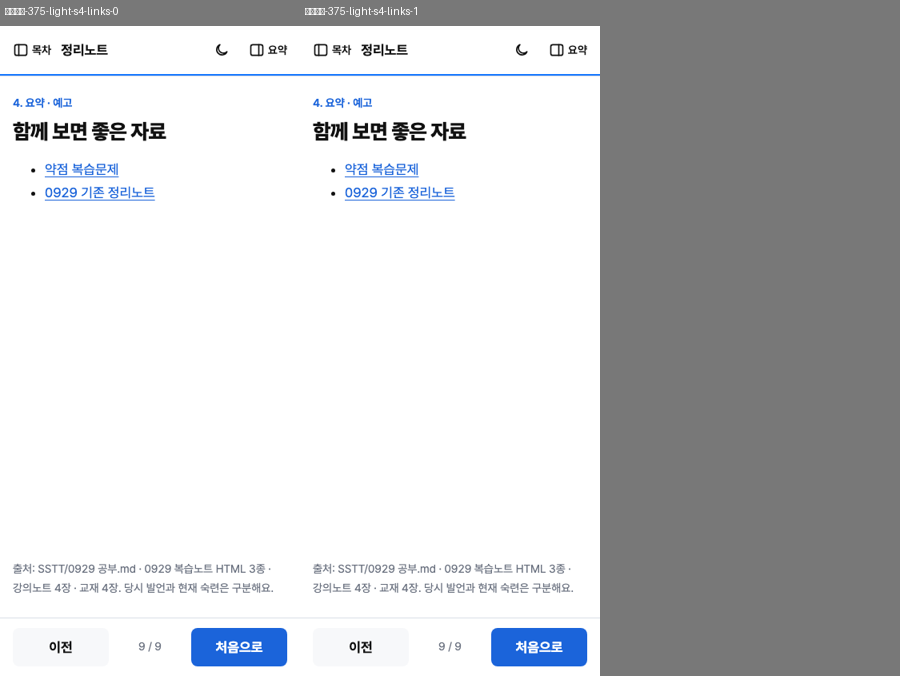 -375-light-s4-links-0
목차 정리노트 요약
4. 요약 · 예고
함께 보면 좋은 자료
• 약점 복습문제
• 0929 기존 정리노트
출처: SSTT/0929 공부.md · 0929 복습노트 HTML 3종 ·
강의노트 4장 · 교재 4장. 당시 발언과 현재 숙련은 구분해요.
이전 9 / 9 처음으로
-375-light-s4-links-1
목차 정리노트 요약
4. 요약 · 예고
함께 보면 좋은 자료
• 약점 복습문제
• 0929 기존 정리노트
출처: SSTT/0929 공부.md · 0929 복습노트 HTML 3종 ·
강의노트 4장 · 교재 4장. 당시 발언과 현재 숙련은 구분해요.
이전 9 / 9 처음으로